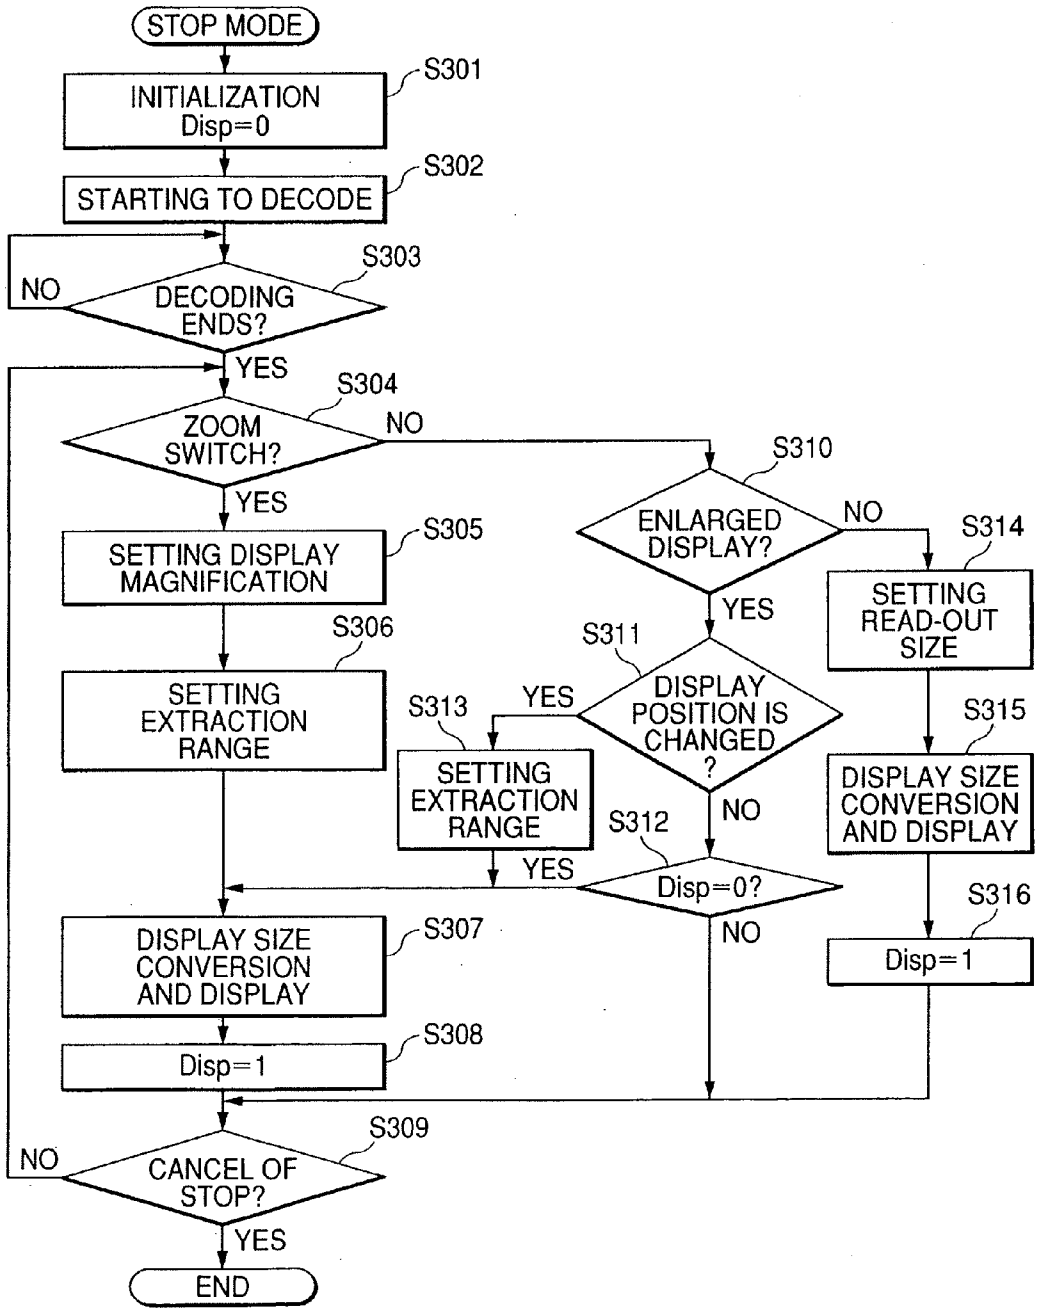 STOP MODE
S301
INITIALIZATION
Disp=0
S302
STARTING TO DECODE
S303
NO
DECODING
ENDS?
YES
S304
NO
ZOOM
SWITCH?
YES
S305
SETTING DISPLAY
MAGNIFICATION
S306
SETTING
EXTRACTION
RANGE
S310
ENLARGED
DISPLAY?
NO
YES
S314
SETTING
READ-OUT
SIZE
S311
DISPLAY
POSITION IS
CHANGED
?
YES
NO
S313
SETTING
EXTRACTION
RANGE
S315
DISPLAY SIZE
CONVERSION
AND DISPLAY
S312
Disp=0?
YES
NO
S316
Disp=1
S307
DISPLAY SIZE
CONVERSION
AND DISPLAY
S308
Disp=1
S309
NO
CANCEL OF
STOP?
YES
END